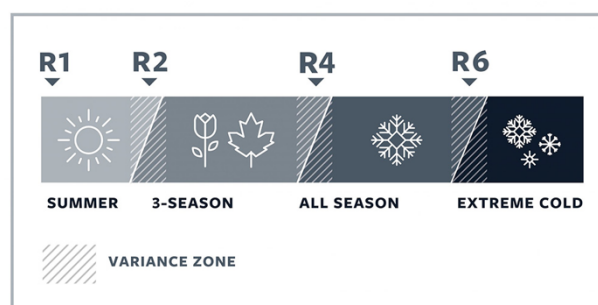 R1 R2 R4 R6
SUMMER 3-SEASON ALL SEASON EXTREME COLD
VARIANCE ZONE